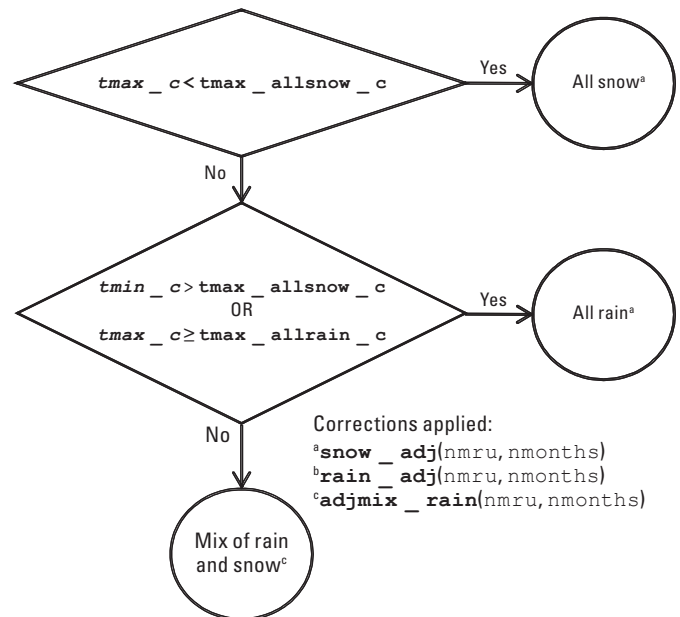 tmax _ c < tmax _ allsnow _ c
Yes
All snowᵃ
No
tmin _ c > tmax _ allsnow _ c
OR
tmax _ c ≥ tmax _ allrain _ c
Yes
All rainᵃ
No
Corrections applied:
ᵃsnow _ adj(nmru, nmonths)
ᵇrain _ adj(nmru, nmonths)
ᶜadjmix _ rain(nmru, nmonths)
Mix of rain
and snowᶜ